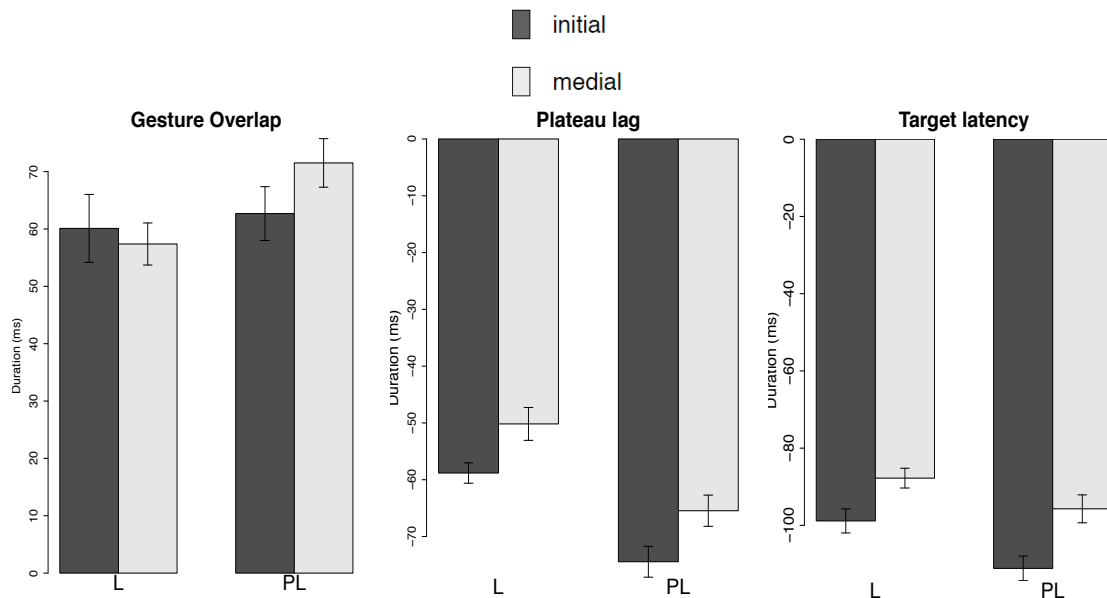 initial
medial
Gesture Overlap
Duration (ms)
70
60
50
40
30
20
10
0
L
PL
Plateau lag
Duration (ms)
0
−10
−20
−30
−40
−50
−60
−70
L
PL
Target latency
Duration (ms)
0
−20
−40
−60
−80
−100
L
PL